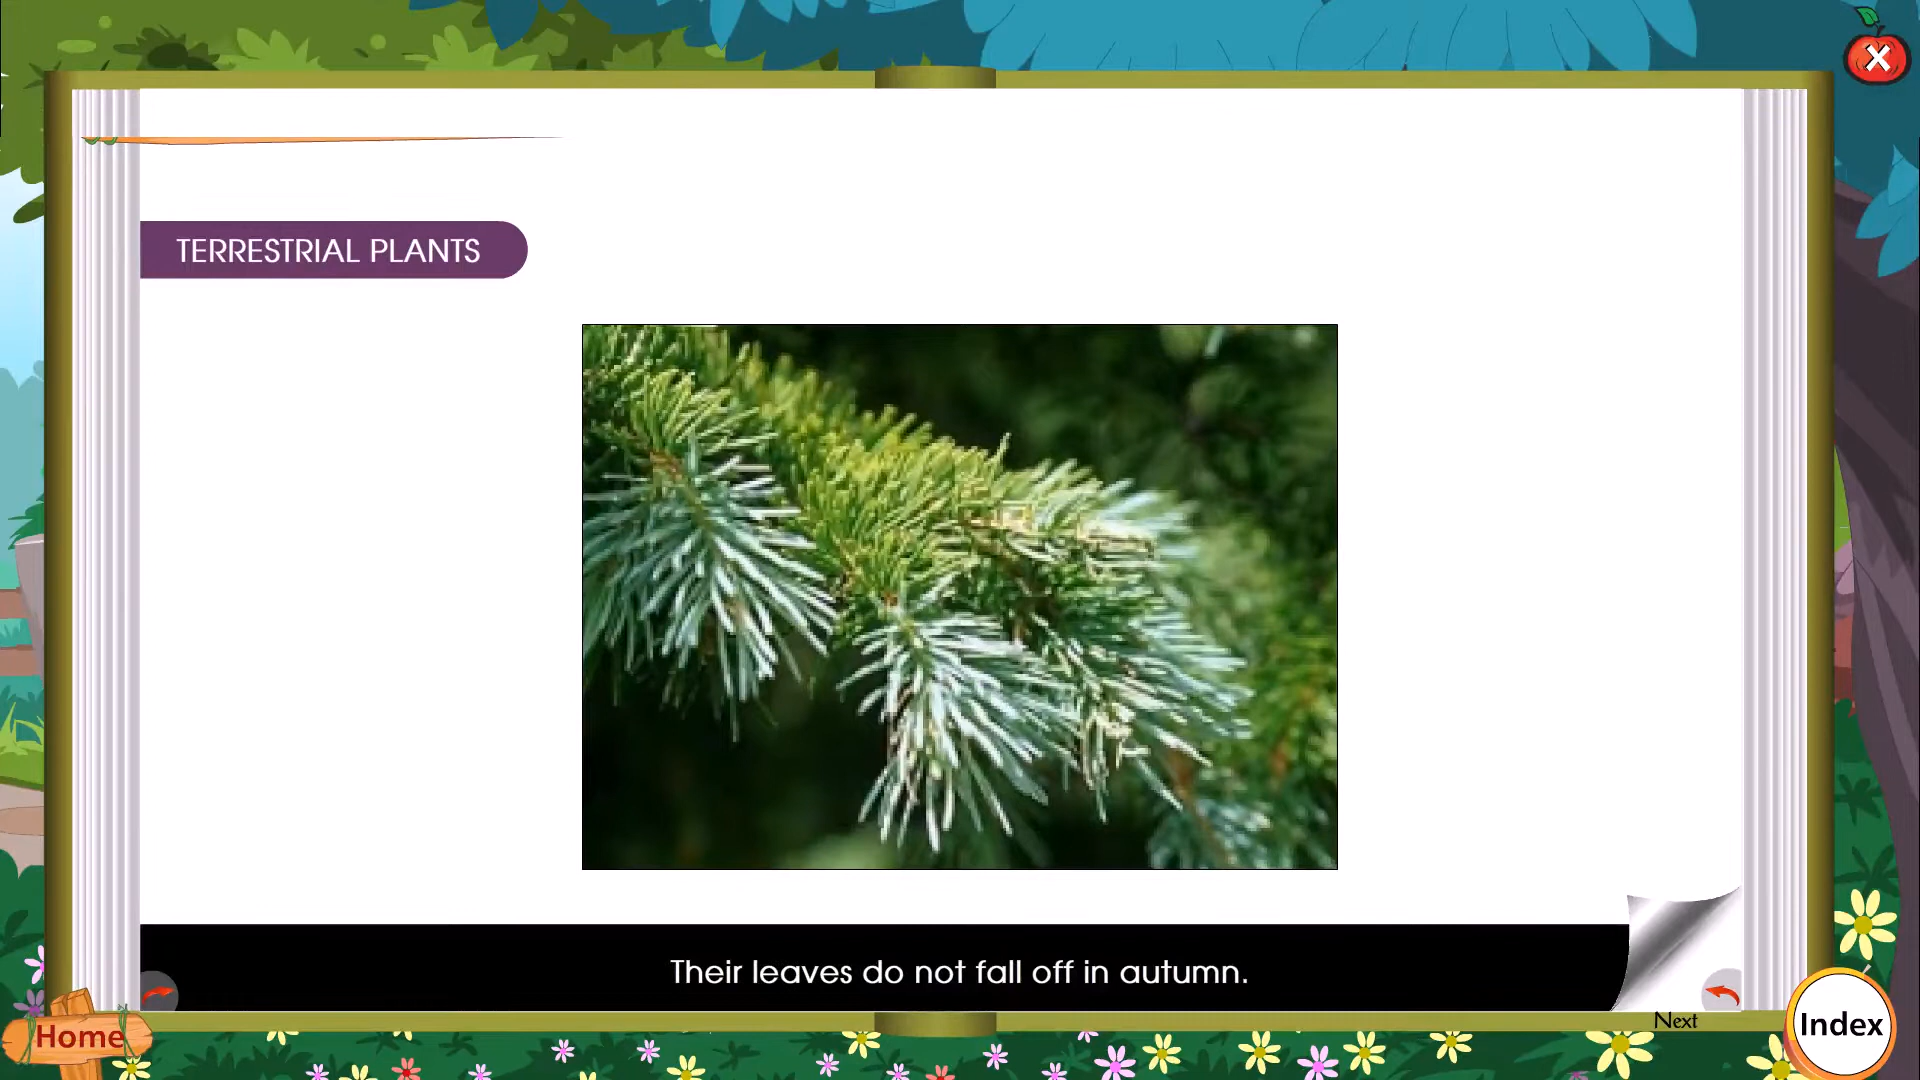 TERRESTRIAL PLANTS
Their leaves do not fall off in autumn.
Next
Home
Index